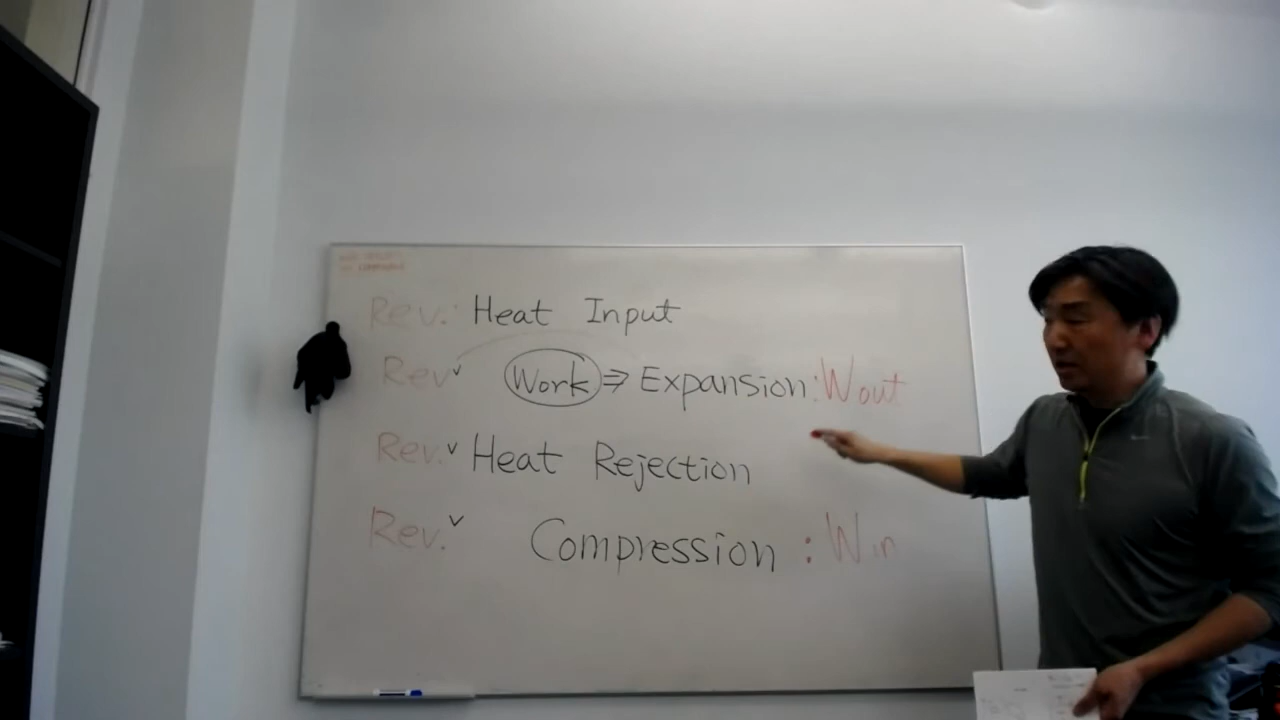 Rev. Heat Input
Rev Work ⇒ Expansion : Wout
Rev. Heat Rejection
Rev. Compression : Win